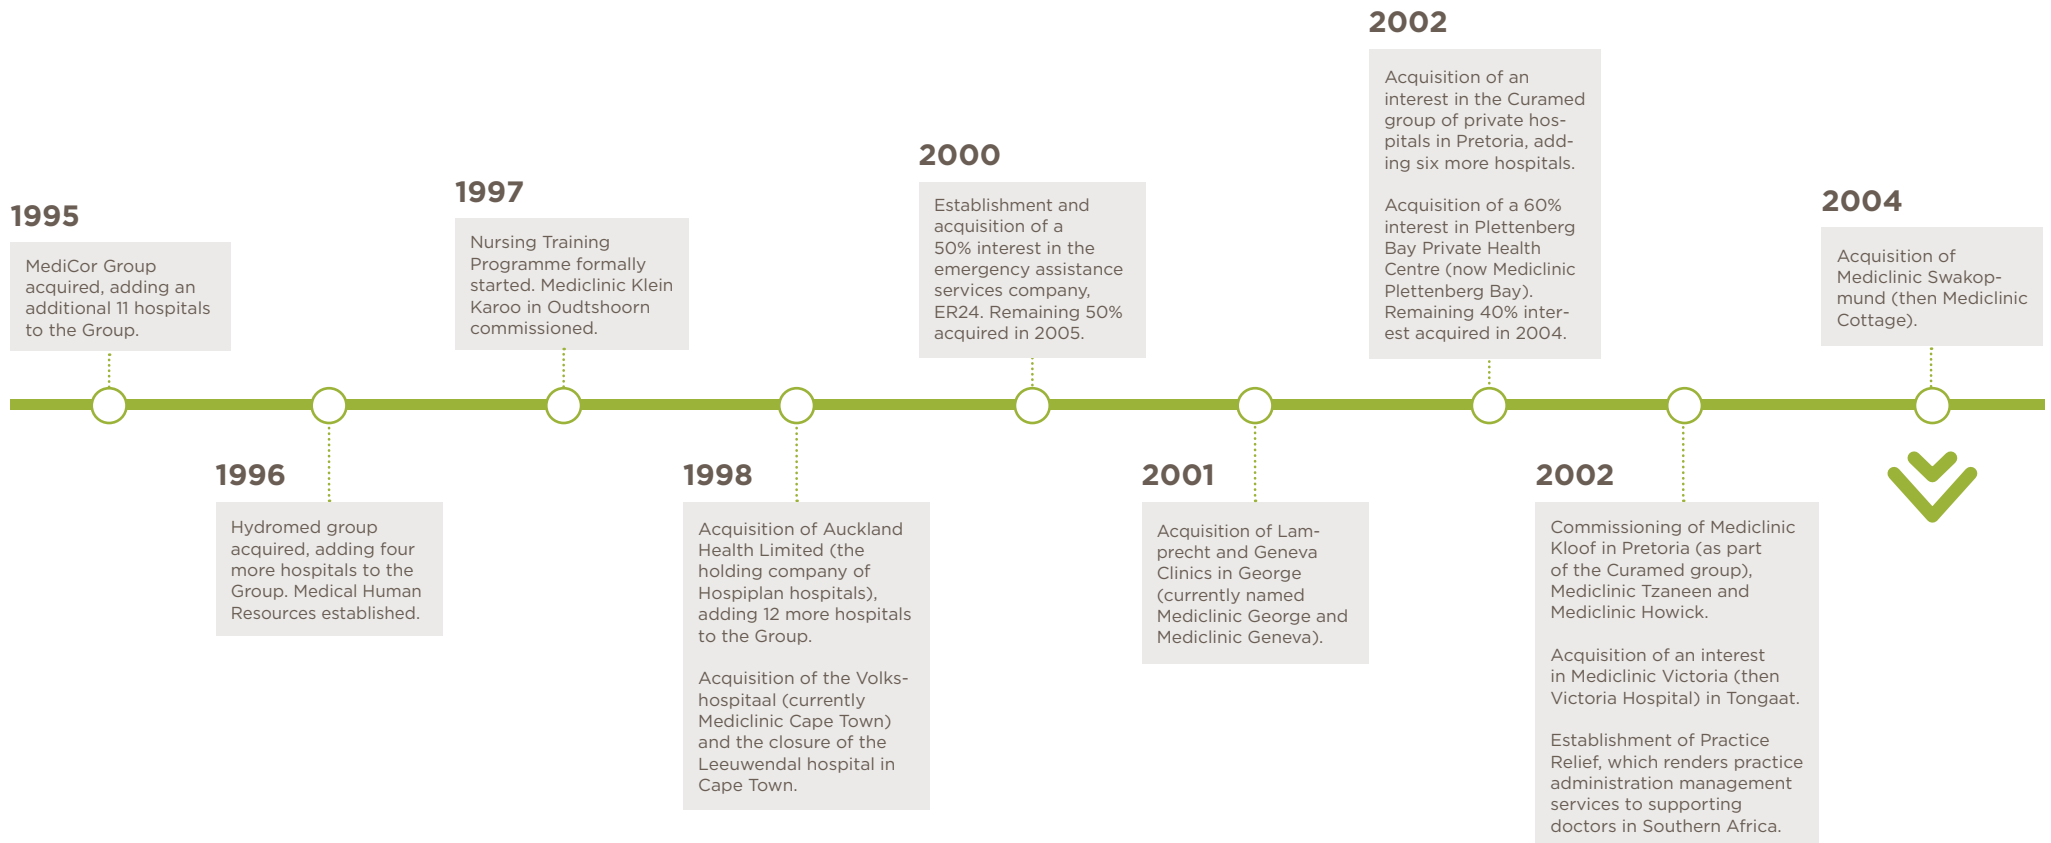 1995
MediCor Group
acquired, adding an
additional 11 hospitals
to the Group.
1996
Hydromed group
acquired, adding four
more hospitals to the
Group. Medical Human
Resources established.
1997
Nursing Training
Programme formally
started. Mediclinic Klein
Karoo in Oudtshoorn
commissioned.
1998
Acquisition of Auckland
Health Limited (the
holding company of
Hospiplan hospitals),
adding 12 more hospitals
to the Group.
Acquisition of the Volks-
hospitaal (currently
Mediclinic Cape Town)
and the closure of the
Leeuwendal hospital in
Cape Town.
2000
Establishment and
acquisition of a
50% interest in the
emergency assistance
services company,
ER24. Remaining 50%
acquired in 2005.
2001
Acquisition of Lam-
precht and Geneva
Clinics in George
(currently named
Mediclinic George and
Mediclinic Geneva).
2002
Acquisition of an
interest in the Curamed
group of private hos-
pitals in Pretoria, add-
ing six more hospitals.
Acquisition of a 60%
interest in Plettenberg
Bay Private Health
Centre (now Mediclinic
Plettenberg Bay).
Remaining 40% inter-
est acquired in 2004.
2002
Commissioning of Mediclinic
Kloof in Pretoria (as part
of the Curamed group),
Mediclinic Tzaneen and
Mediclinic Howick.
Acquisition of an interest
in Mediclinic Victoria (then
Victoria Hospital) in Tongaat.
Establishment of Practice
Relief, which renders practice
administration management
services to supporting
doctors in Southern Africa.
2004
Acquisition of
Mediclinic Swakop-
mund (then Mediclinic
Cottage).